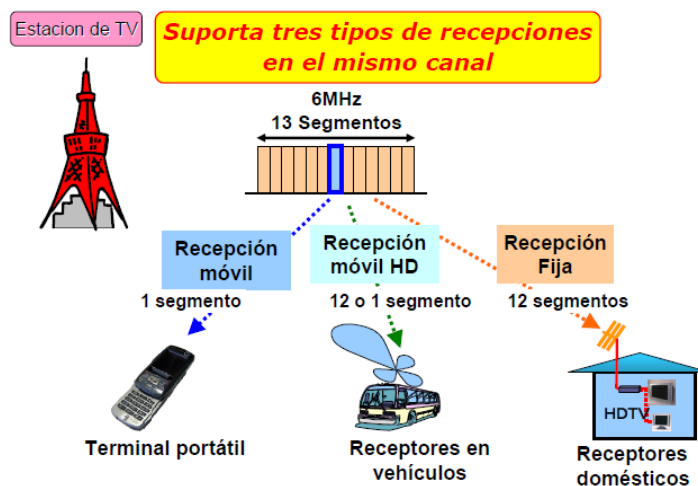 Estacion de TV
Suporta tres tipos de recepciones
en el mismo canal
6MHz
13 Segmentos
Recepción
móvil
Recepción
móvil HD
Recepción
Fija
1 segmento
12 o 1 segmento
12 segmentos
HDTV
Terminal portátil
Receptores en
vehículos
Receptores
domésticos